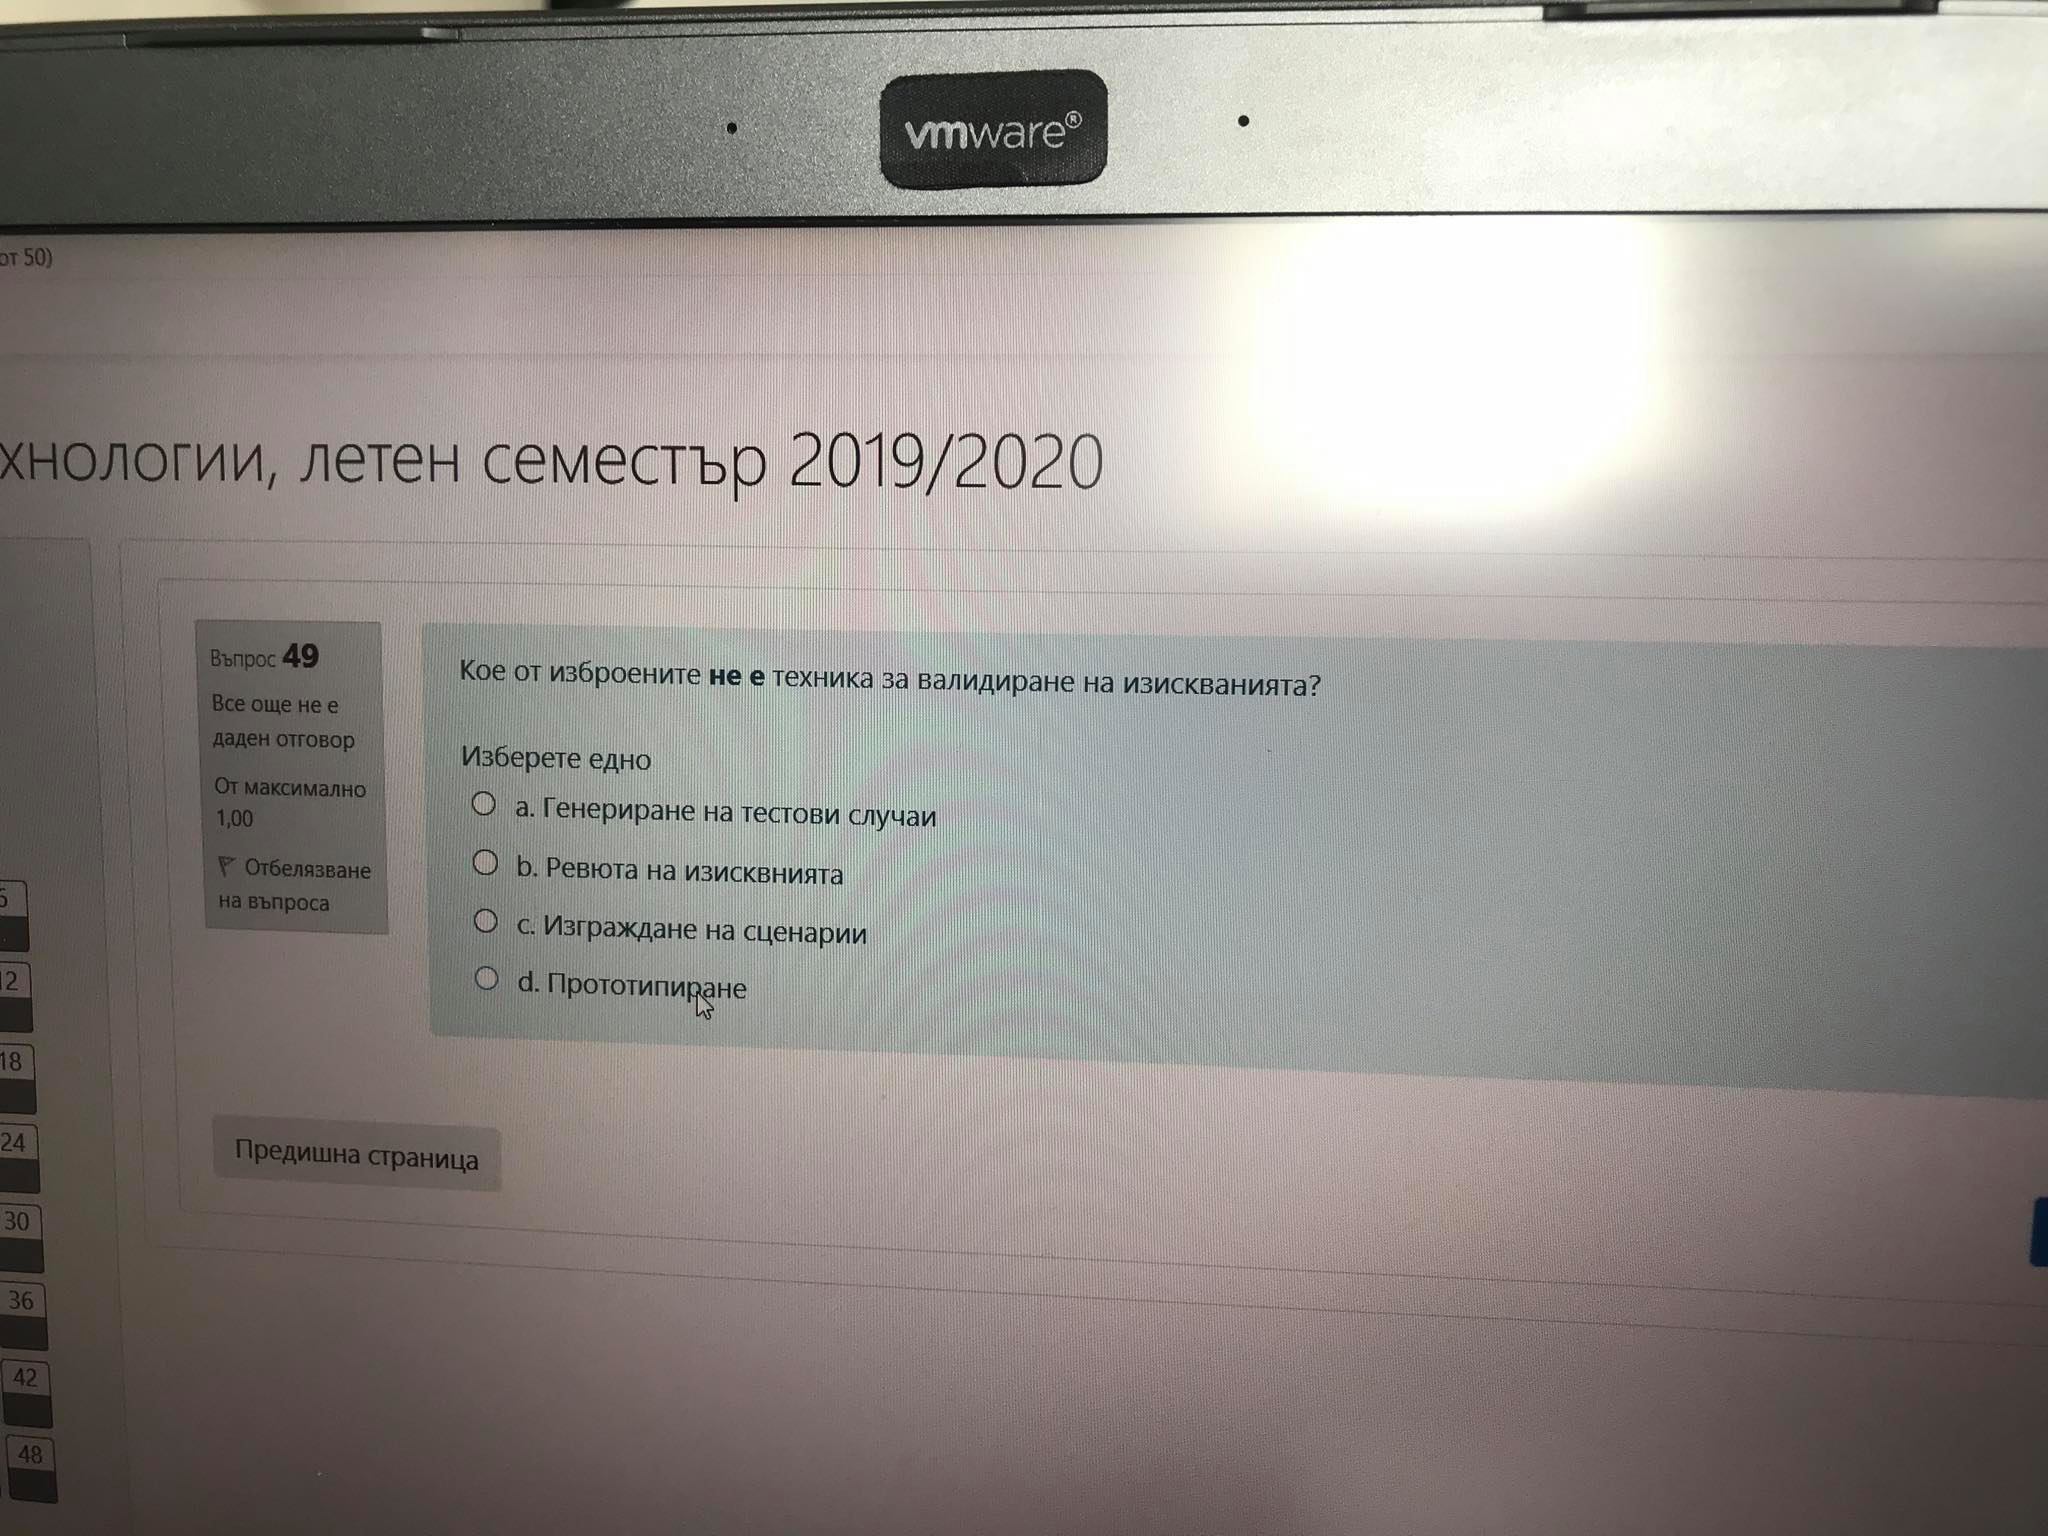 vmware®
от 50)
хнологии, летен семестър 2019/2020
Въпрос 49
Все още не е
даден отговор
От максимално
1,00
Отбелязване
на въпроса
Кое от изброените не е техника за валидиране на изискванията?
Изберете едно
a. Генериране на тестови случаи
b. Ревюта на изисквнията
c. Изграждане на сценарии
d. Прототипиране
Предишна страница
6
12
18
24
30
36
42
48